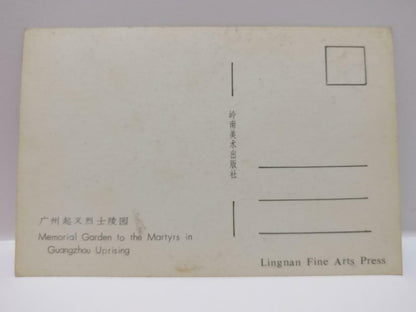 广州起义烈士陵园
Memorial Garden to the Martyrs in
Guangzhou Uprising
岭南美术出版社
Lingnan Fine Arts Press